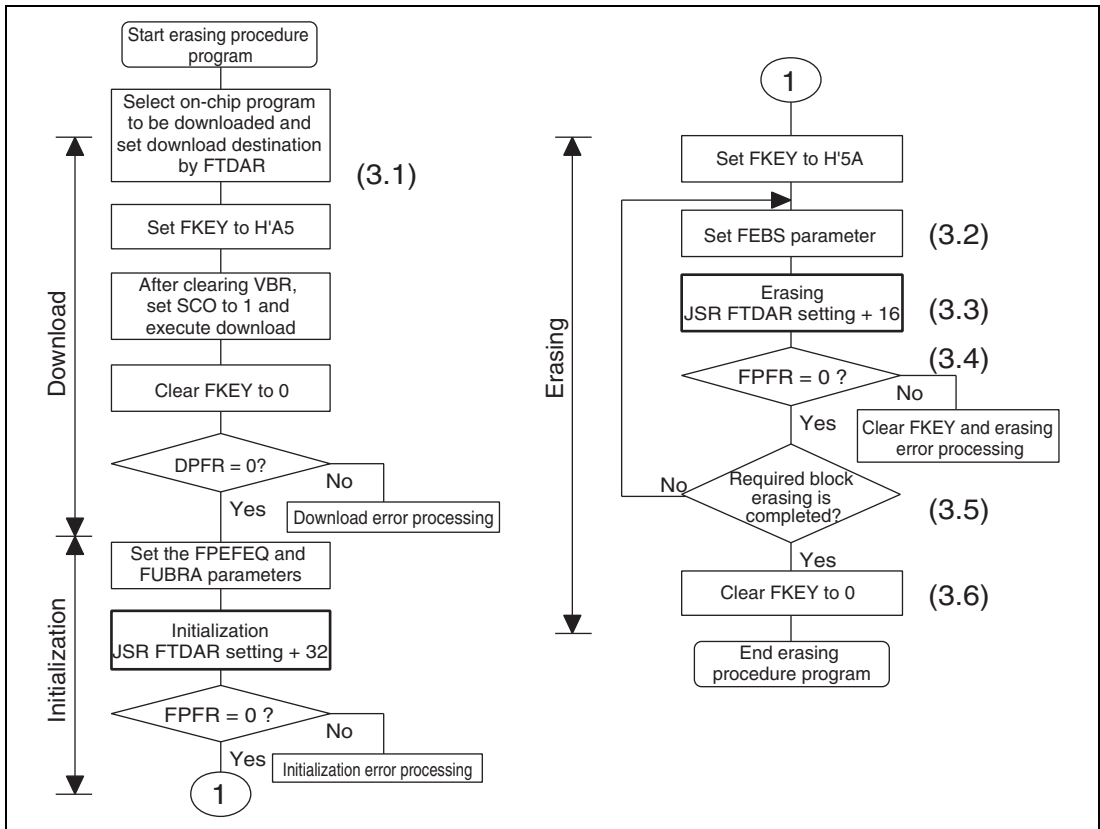 Start erasing procedure
program
Select on-chip program
to be downloaded and
set download destination
by FTDAR
(3.1)
Set FKEY to H'A5
After clearing VBR,
set SCO to 1 and
execute download
Clear FKEY to 0
DPFR = 0?
No
Yes
Download error processing
Download
Set the FPEFEQ and
FUBRA parameters
Initialization
JSR FTDAR setting + 32
FPFR = 0 ?
No
Yes
Initialization error processing
Initialization
1
1
Set FKEY to H'5A
Set FEBS parameter
(3.2)
Erasing
JSR FTDAR setting + 16
(3.3)
(3.4)
FPFR = 0 ?
No
Yes
Clear FKEY and erasing
error processing
Required block
erasing is
completed?
No
(3.5)
Yes
Clear FKEY to 0
(3.6)
Erasing
End erasing
procedure program